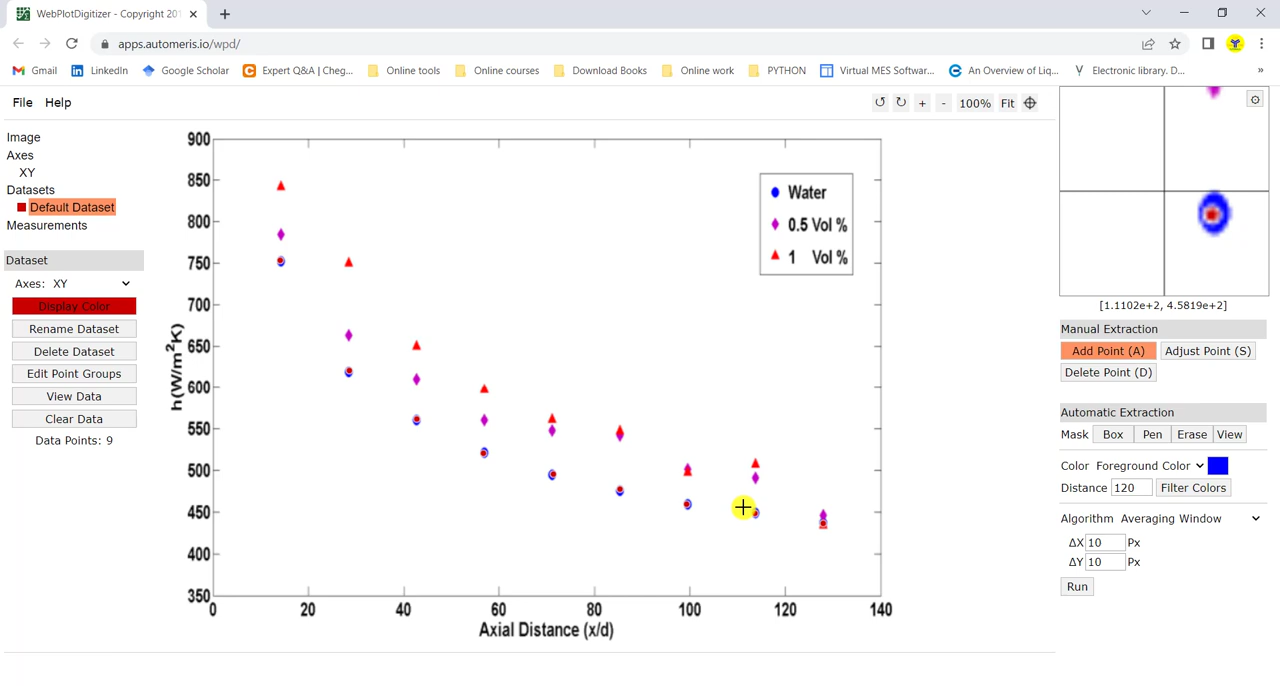 WebPlotDigitizer - Copyright 201
apps.automeris.io/wpd/
Gmail LinkedIn Google Scholar Expert Q&A | Cheg... Online tools Online courses Download Books Online work PYTHON Virtual MES Softwar... An Overview of Liq... Electronic library. D... »
File Help
100% Fit
Image
Axes
XY
Datasets
Default Dataset
Measurements
Dataset
Axes: XY
Display Color
Rename Dataset
Delete Dataset
Edit Point Groups
View Data
Clear Data
Data Points: 9
900
850
800
750
700
650
600
550
500
450
400
350
h(W/m²K)
Water
0.5 Vol %
1 Vol %
0 20 40 60 80 100 120 140
Axial Distance (x/d)
[1.1102e+2, 4.5819e+2]
Manual Extraction
Add Point (A) Adjust Point (S)
Delete Point (D)
Automatic Extraction
Mask Box Pen Erase View
Color Foreground Color
Distance 120 Filter Colors
Algorithm Averaging Window
ΔX 10 Px
ΔY 10 Px
Run